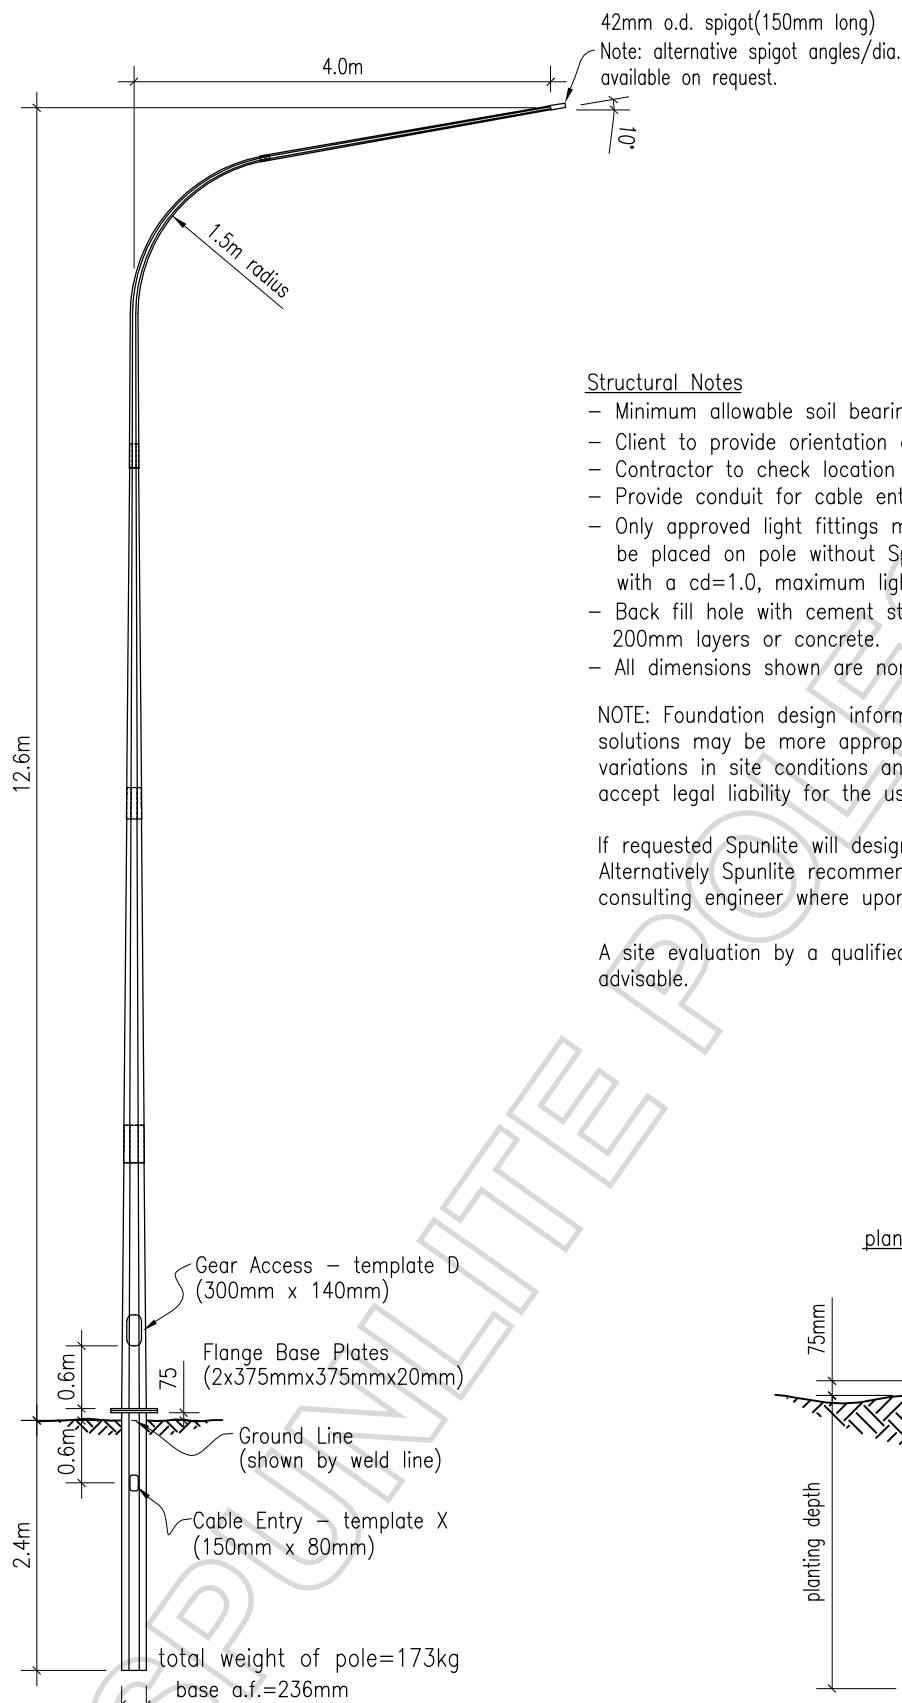 42mm o.d. spigot(150mm long)
Note: alternative spigot angles/dia.
available on request.
4.0m
10°
1.5m radius
12.6m
Structural Notes
– Minimum allowable soil bearin
– Client to provide orientation
– Contractor to check location
– Provide conduit for cable ent
– Only approved light fittings m
be placed on pole without S
with a cd=1.0, maximum lig
– Back fill hole with cement st
200mm layers or concrete.
– All dimensions shown are no
NOTE: Foundation design inform
solutions may be more approp
variations in site conditions an
accept legal liability for the us
If requested Spunlite will design
Alternatively Spunlite recommen
consulting engineer where upon
A site evaluation by a qualified
advisable.
Gear Access – template D
(300mm x 140mm)
Flange Base Plates
(2x375mmx375mmx20mm)
75
0.6m
0.6m
Ground Line
(shown by weld line)
Cable Entry – template X
(150mm x 80mm)
2.4m
total weight of pole=173kg
base a.f.=236mm
plan
75mm
planting depth
SPUNLITE POLES